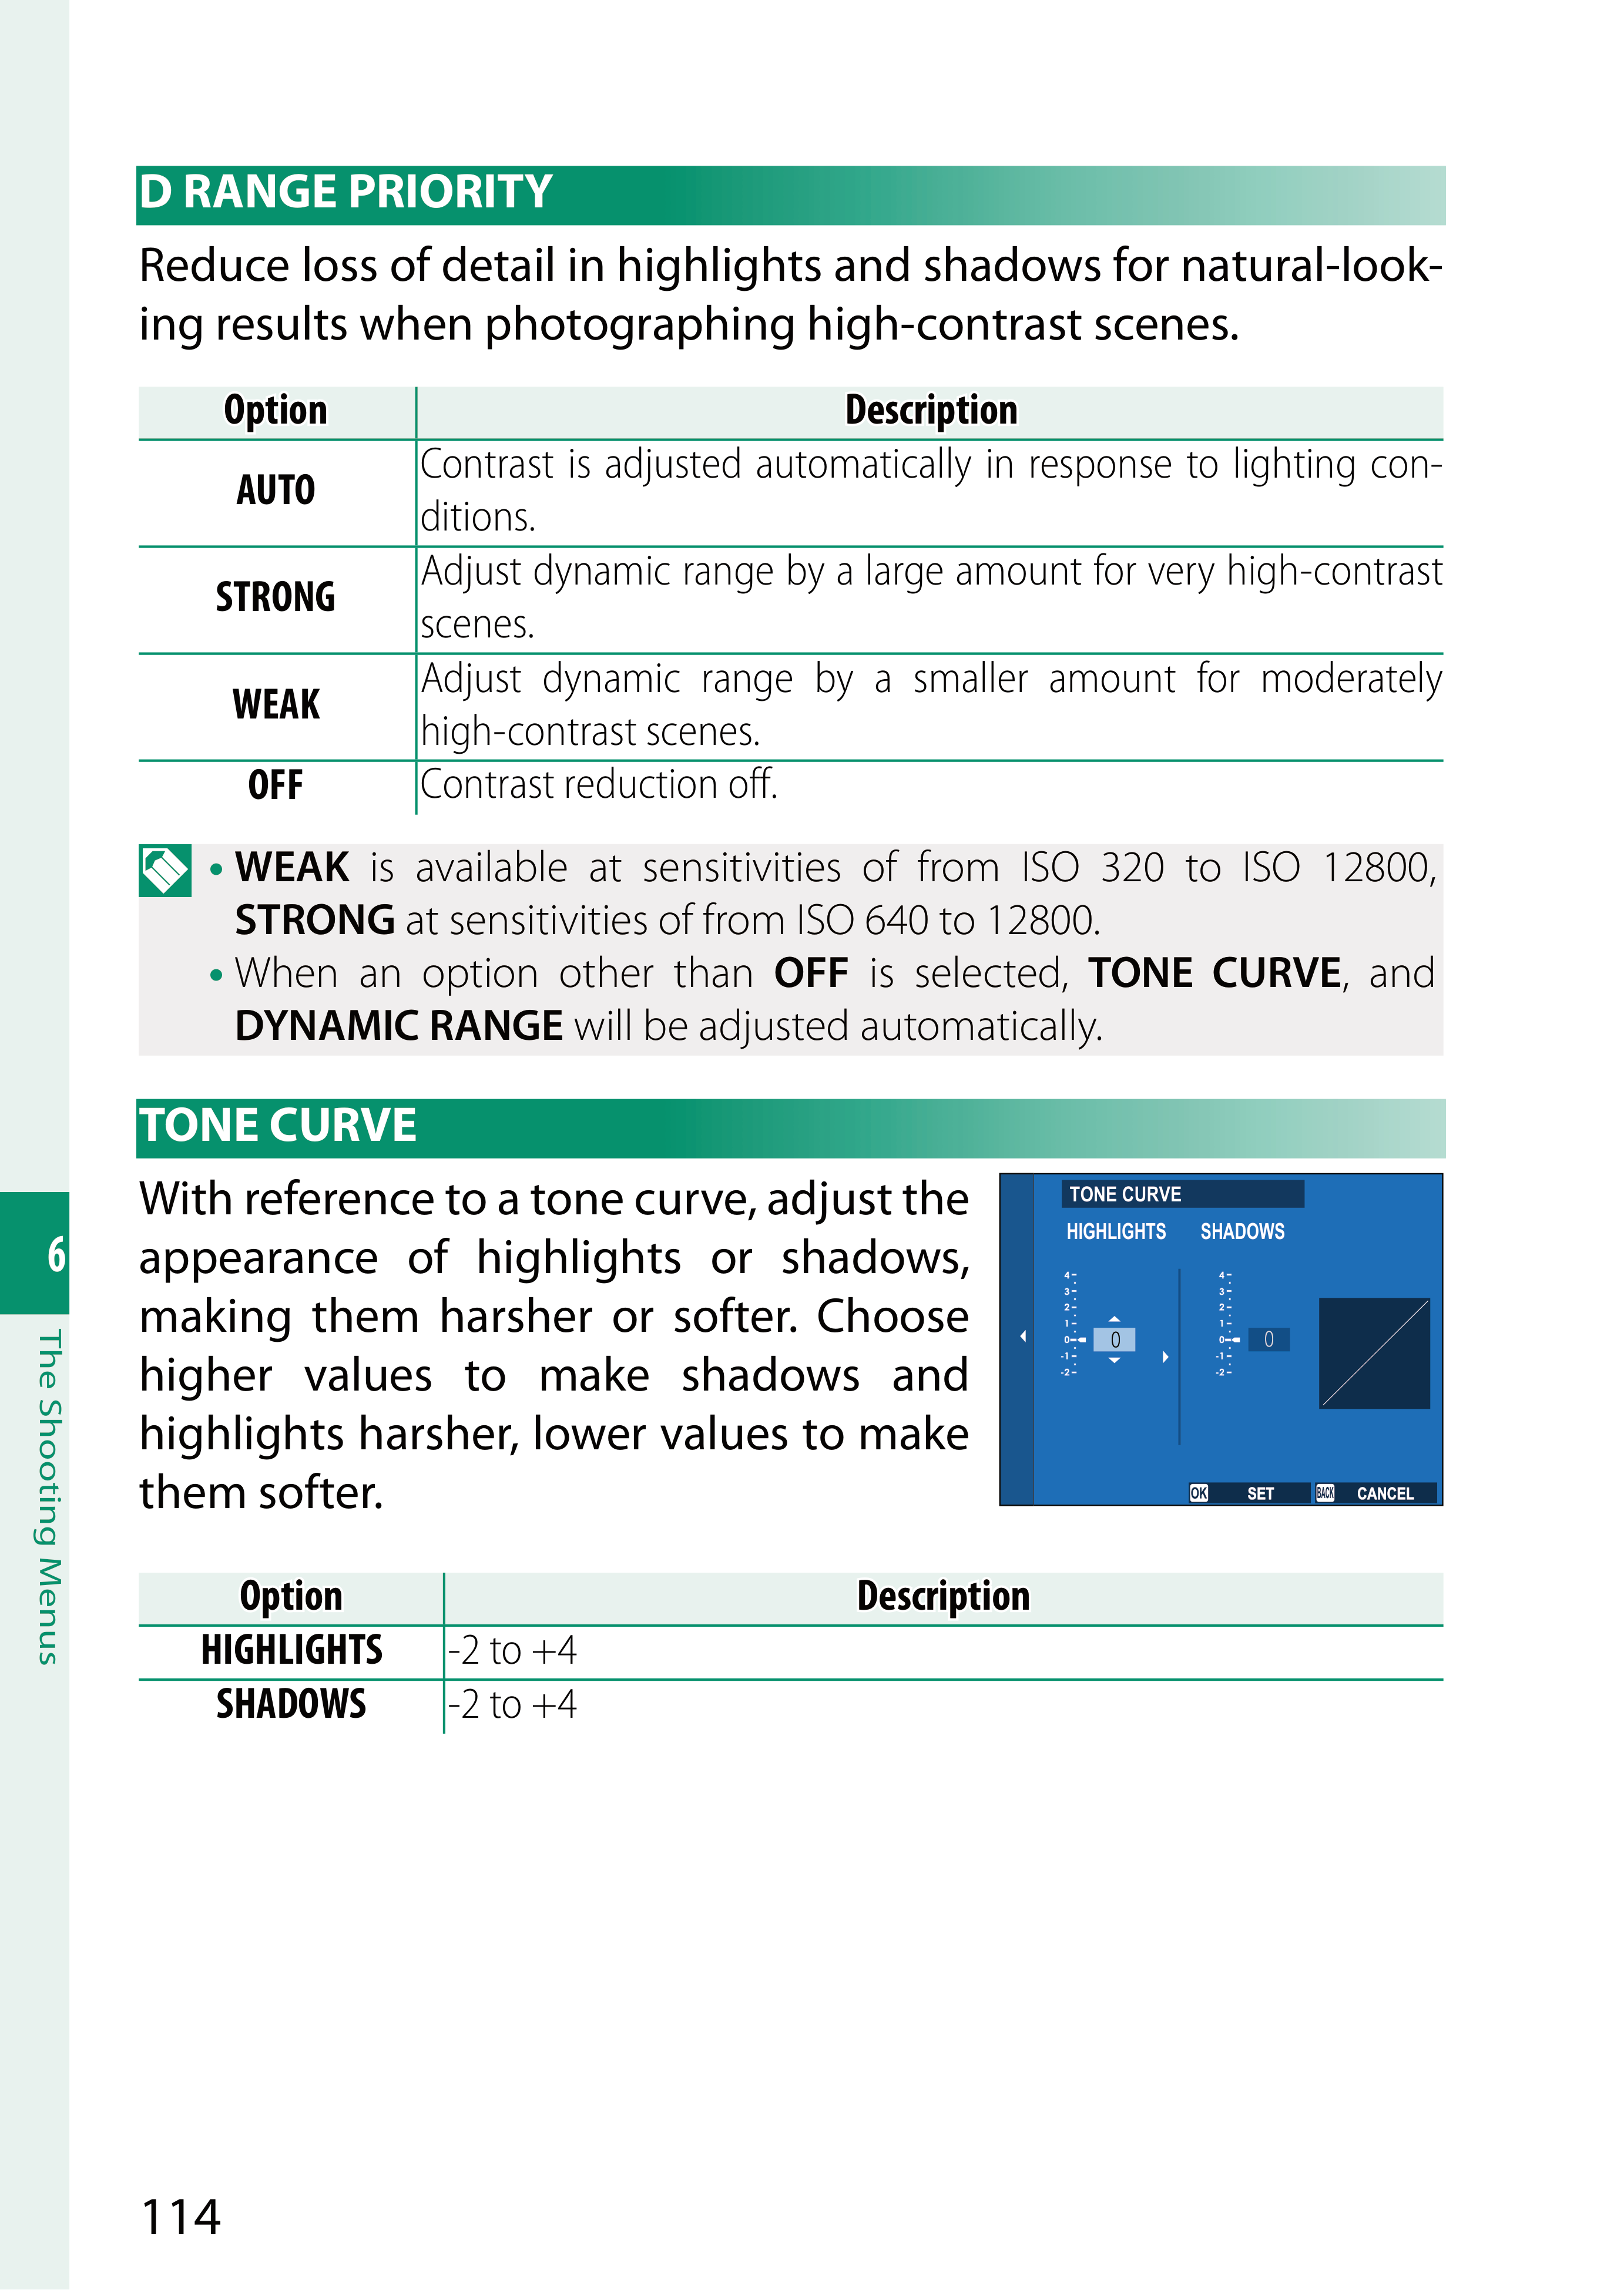 D RANGE PRIORITY
Reduce loss of detail in highlights and shadows for natural-look-
ing results when photographing high-contrast scenes.
Option Description
AUTO Contrast is adjusted automatically in response to lighting con-
ditions.
STRONG Adjust dynamic range by a large amount for very high-contrast
scenes.
WEAK Adjust dynamic range by a smaller amount for moderately
high-contrast scenes.
OFF Contrast reduction off.
• WEAK is available at sensitivities of from ISO 320 to ISO 12800,
STRONG at sensitivities of from ISO 640 to 12800.
• When an option other than OFF is selected, TONE CURVE, and
DYNAMIC RANGE will be adjusted automatically.
TONE CURVE
With reference to a tone curve, adjust the
appearance of highlights or shadows,
making them harsher or softer. Choose
higher values to make shadows and
highlights harsher, lower values to make
them softer.
TONE CURVE
HIGHLIGHTS SHADOWS
4 4
3 3
2 2
1 1
0 0 0 0
-1 -1
-2 -2
OK SET BACK CANCEL
Option Description
HIGHLIGHTS -2 to +4
SHADOWS -2 to +4
6
The Shooting Menus
114